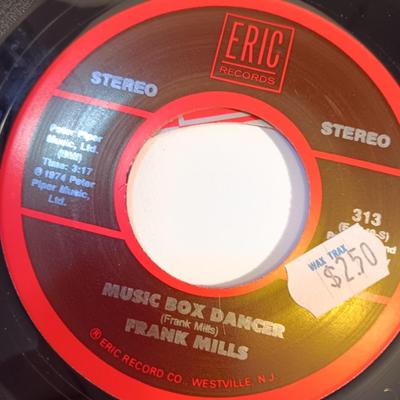 ERIC
RECORDS
STEREO
STEREO
Peter Piper
Music, Ltd.
(BMI)
Time: 3:17
℗ 1974 Peter
Piper Music,
Ltd.
313
WAX TRAX
$2.50
MUSIC BOX DANCER
(Frank Mills)
FRANK MILLS
® ERIC RECORD CO., WESTVILLE, N.J.